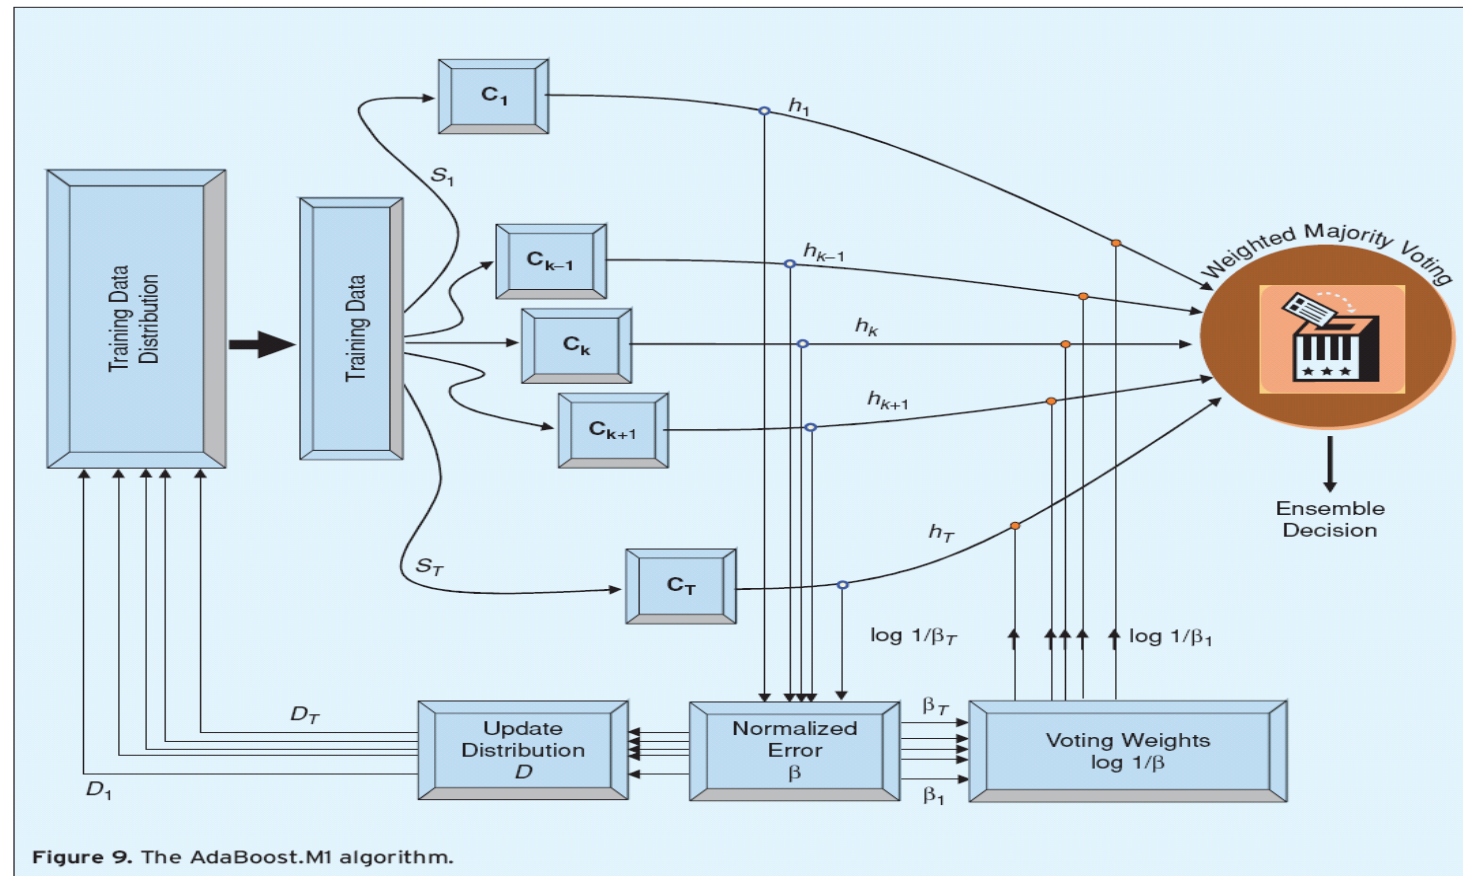 C1
h1
S1
Weighted Majority Voting
Training Data
Distribution
Training Data
Ck–1
hk–1
Ck
hk
Ck+1
hk+1
Ensemble
Decision
hT
ST
CT
log 1/βT
log 1/β1
DT
Update
Distribution
D
Normalized
Error
β
βT
β1
Voting Weights
log 1/β
D1
Figure 9. The AdaBoost.M1 algorithm.